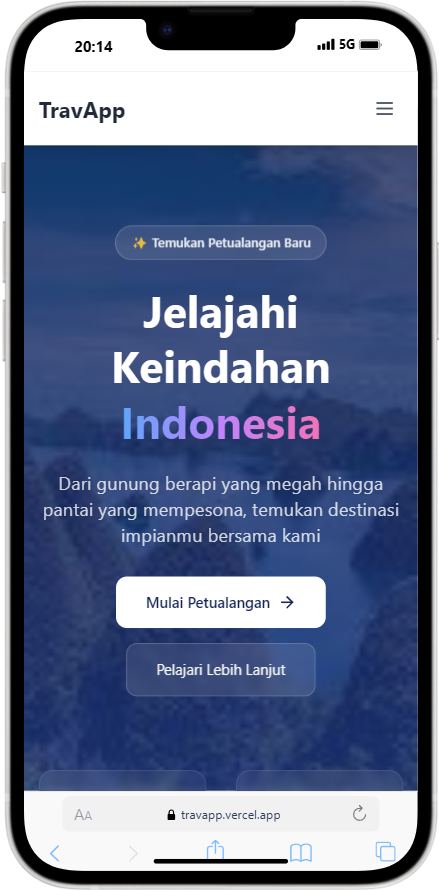 20:14
5G
TravApp
✨ Temukan Petualangan Baru
Jelajahi
Keindahan
Indonesia
Dari gunung berapi yang megah hingga
pantai yang mempesona, temukan destinasi
impianmu bersama kami
Mulai Petualangan →
Pelajari Lebih Lanjut
AA
travapp.vercel.app